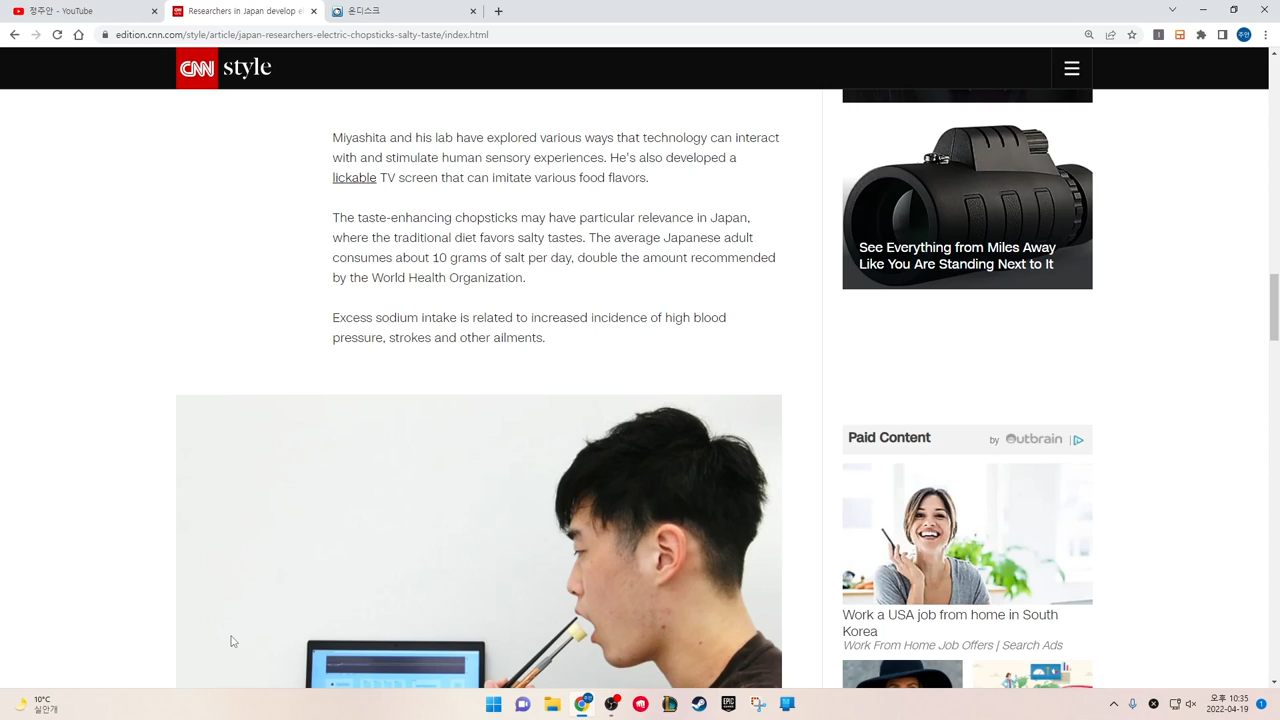 정주안 - YouTube
Researchers in Japan develop el
온디스크
edition.cnn.com/style/article/japan-researchers-electric-chopsticks-salty-taste/index.html
주안
CNN style
Miyashita and his lab have explored various ways that technology can interact
with and stimulate human sensory experiences. He's also developed a
lickable TV screen that can imitate various food flavors.
The taste-enhancing chopsticks may have particular relevance in Japan,
where the traditional diet favors salty tastes. The average Japanese adult
consumes about 10 grams of salt per day, double the amount recommended
by the World Health Organization.
Excess sodium intake is related to increased incidence of high blood
pressure, strokes and other ailments.
See Everything from Miles Away
Like You Are Standing Next to It
Paid Content
by Outbrain
Work a USA job from home in South
Korea
Work From Home Job Offers | Search Ads
10°C
실안개
EPIC
오후 10:35
2022-04-19
1